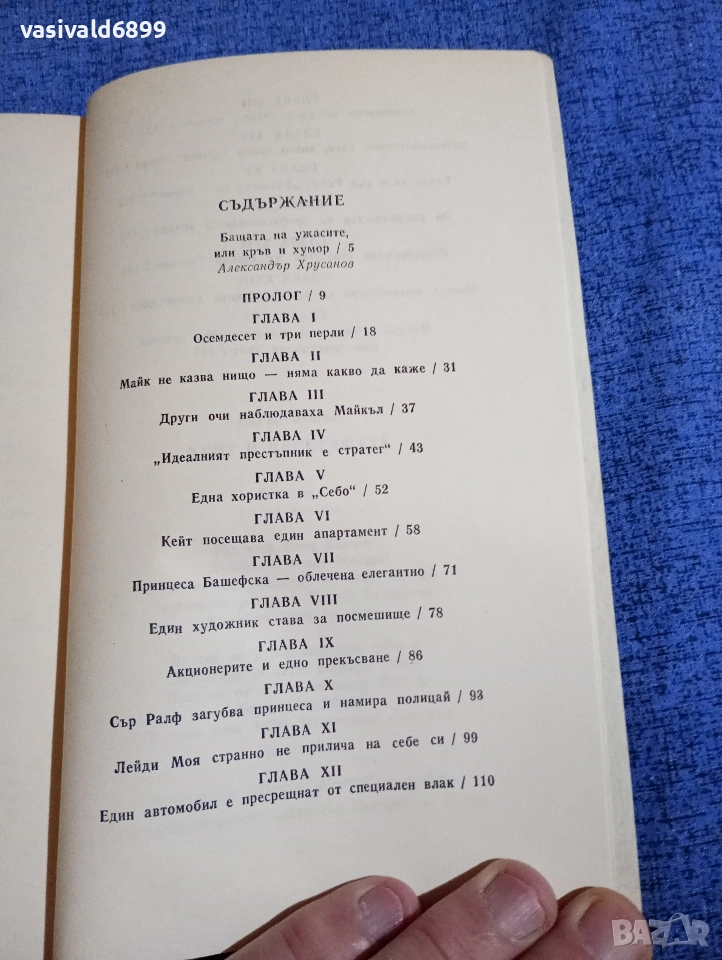 vasivald6899
СЪДЪРЖАНИЕ
Бащата на ужасите,
или кръв и хумор / 5
Александър Хрусанов
ПРОЛОГ / 9
ГЛАВА I
Осемдесет и три перли / 18
ГЛАВА II
Майк не казва нищо — няма какво да каже / 31
ГЛАВА III
Други очи наблюдаваха Майкъл / 37
ГЛАВА IV
„Идеалният престъпник е стратег“ / 43
ГЛАВА V
Една хористка в „Себо“ / 52
ГЛАВА VI
Кейт посещава един апартамент / 58
ГЛАВА VII
Принцеса Башефска — облечена елегантно / 71
ГЛАВА VIII
Един художник става за посмешище / 78
ГЛАВА IX
Акционерите и едно прекъсване / 86
ГЛАВА X
Сър Ралф загубва принцеса и намира полицай / 93
ГЛАВА XI
Лейди Моя странно не прилича на себе си / 99
ГЛАВА XII
Един автомобил е пресрещнат от специален влак / 110
BAZAR